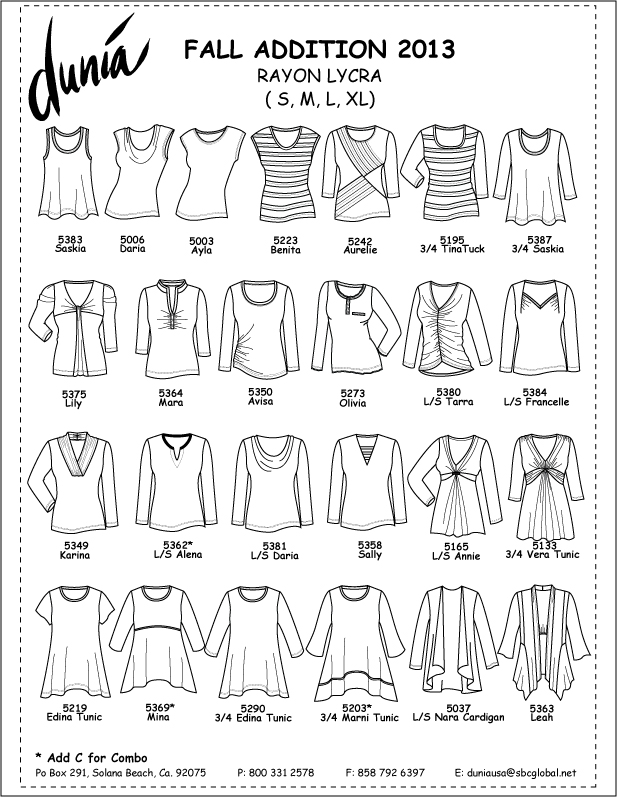 dunía
FALL ADDITION 2013
RAYON LYCRA
( S, M, L, XL)
5383 5006 5003 5223 5242 5195 5387
Saskia Daria Ayla Benita Aurelie 3/4 TinaTuck 3/4 Saskia
5375 5364 5350 5273 5380 5384
Lily Mara Avisa Olivia L/S Tarra L/S Francelle
5349 5362* 5381 5358 5165 5133
Karina L/S Alena L/S Daria Sally L/S Annie 3/4 Vera Tunic
5219 5369* 5290 5203* 5037 5363
Edina Tunic Mina 3/4 Edina Tunic 3/4 Marni Tunic L/S Nara Cardigan Leah
* Add C for Combo
Po Box 291, Solana Beach, Ca. 92075 P: 800 331 2578 F: 858 792 6397 E: duniausa@sbcglobal.net